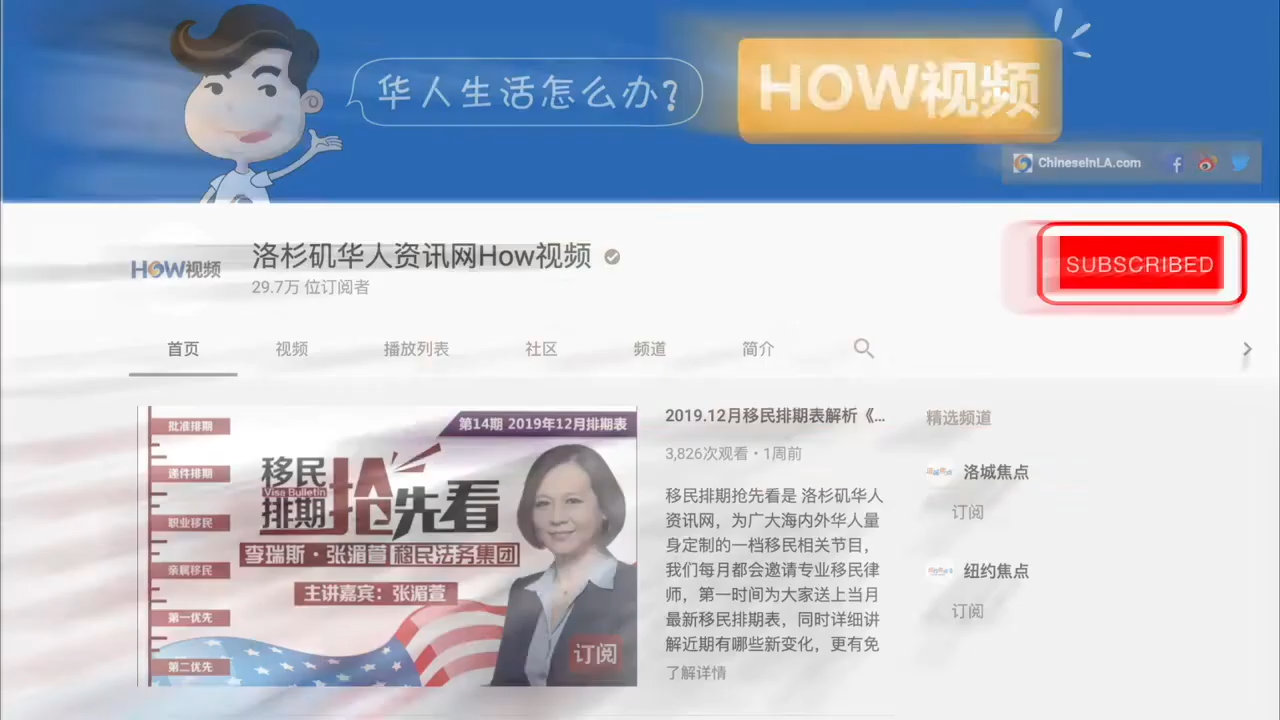 华人生活怎么办?
HOW视频
ChineseInLA.com
HOW视频
洛杉矶华人资讯网How视频
29.7万 位订阅者
SUBSCRIBED
首页
视频
播放列表
社区
频道
简介
批准排期
递件排期
职业移民
亲属移民
第一优先
第二优先
第14期 2019年12月排期表
移民
Visa Bulletin
排期
抢先看
李瑞斯·张湄萱 移民法务集团
主讲嘉宾：张湄萱
订阅
2019.12月移民排期表解析《...
3,826次观看・1周前
移民排期抢先看是 洛杉矶华人
资讯网，为广大海内外华人量
身定制的一档移民相关节目，
我们每月都会邀请专业移民律
师，第一时间为大家送上当月
最新移民排期表，同时详细讲
解近期有哪些新变化，更有免
了解详情
精选频道
洛城焦点
订阅
纽约焦点
订阅